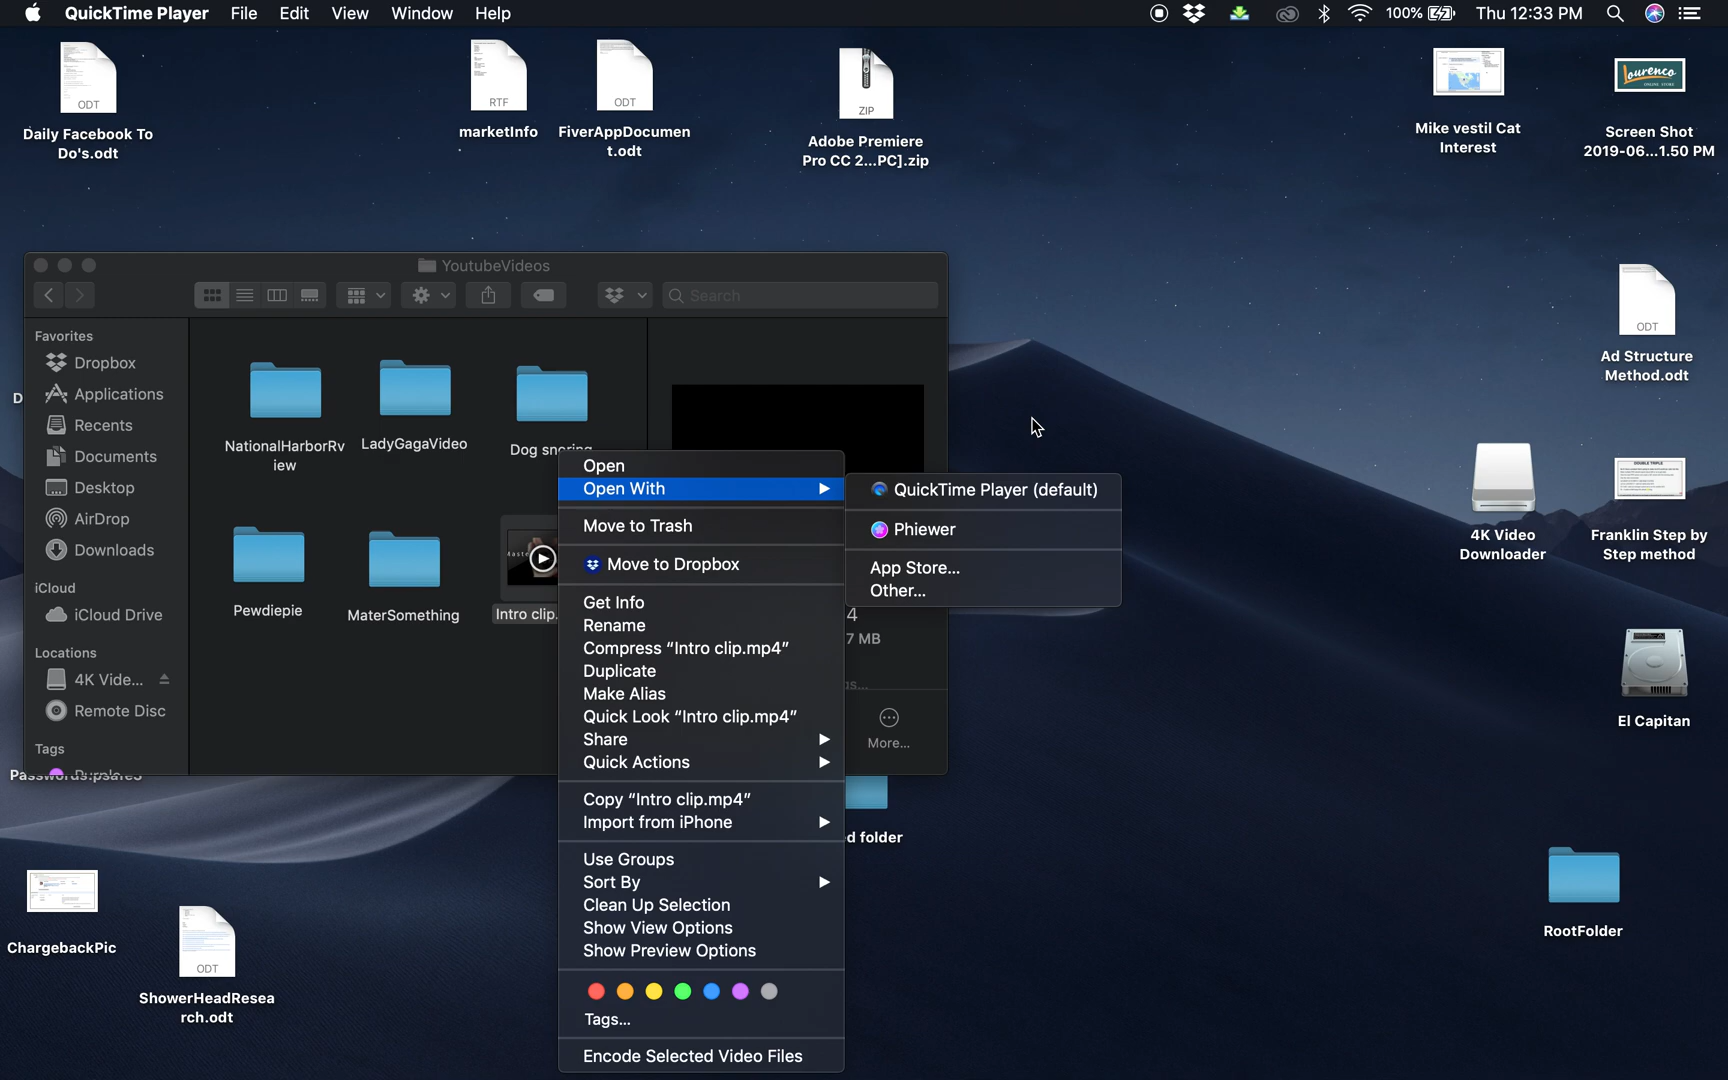 QuickTime Player File Edit View Window Help 100% Thu 12:33 PM
ODT
Daily Facebook To
Do's.odt
RTF
marketInfo
ODT
FiverAppDocumen
t.odt
ZIP
Adobe Premiere
Pro CC 2...PC].zip
Mike vestil Cat
Interest
Lourenco
ONLINE STORE
Screen Shot
2019-06...1.50 PM
YoutubeVideos
Search
Favorites
Dropbox
Applications
Recents
Documents
Desktop
AirDrop
Downloads
iCloud
iCloud Drive
Locations
4K Vide...
Remote Disc
Tags
Purple
NationalHarborRv
iew
LadyGagaVideo
Dog snoring
Pewdiepie
MaterSomething
Intro clip.
Open
Open With
Move to Trash
Move to Dropbox
Get Info
Rename
Compress “Intro clip.mp4”
Duplicate
Make Alias
Quick Look “Intro clip.mp4”
Share
Quick Actions
Copy “Intro clip.mp4”
Import from iPhone
Use Groups
Sort By
Clean Up Selection
Show View Options
Show Preview Options
Tags...
Encode Selected Video Files
QuickTime Player (default)
Phiewer
App Store...
Other...
4
7 MB
More...
d folder
ODT
Ad Structure
Method.odt
4K Video
Downloader
DOUBLE TRIPLE
Franklin Step by
Step method
El Capitan
RootFolder
D
ChargebackPic
ODT
ShowerHeadResea
rch.odt